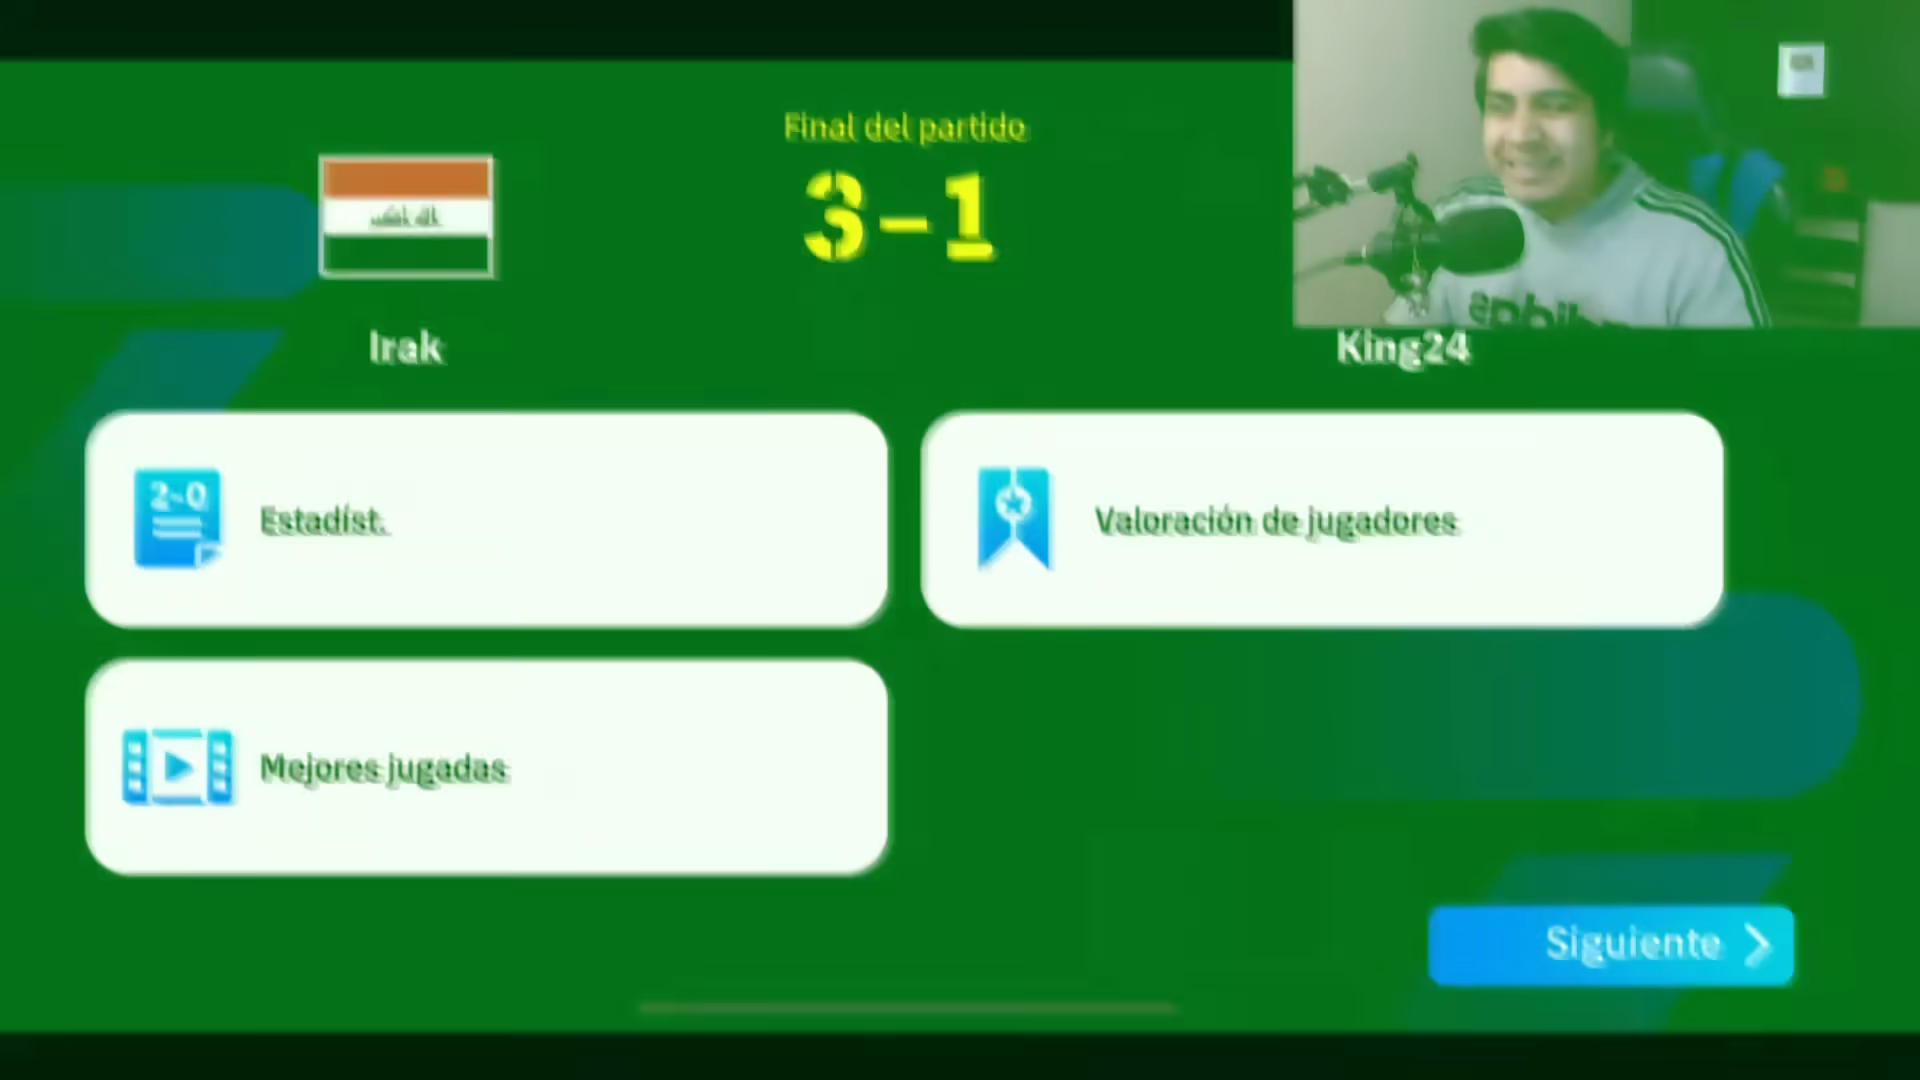 Final del partido
3-1
Irak
King24
2-0
Estadíst.
Valoración de jugadores
Mejores jugadas
Siguiente